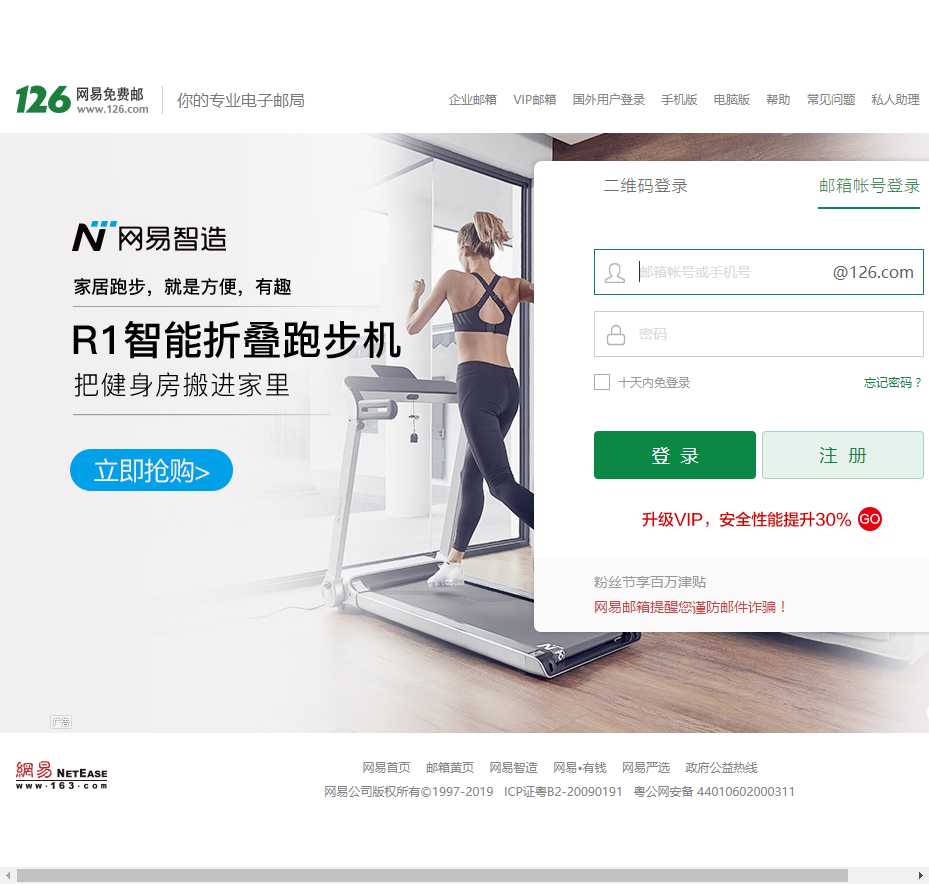 126 网易免费邮
www.126.com
你的专业电子邮局
企业邮箱 VIP邮箱 国外用户登录 手机版 电脑版 帮助 常见问题 私人助理
网易智造
家居跑步，就是方便，有趣
R1智能折叠跑步机
把健身房搬进家里
立即抢购>
二维码登录 邮箱帐号登录
邮箱帐号或手机号 @126.com
密码
十天内免登录 忘记密码？
登 录 注 册
升级VIP，安全性能提升30% GO
粉丝节享百万津贴
网易邮箱提醒您谨防邮件诈骗！
广告
網易 NETEASE
www.163.com
网易首页 邮箱黄页 网易智造 网易•有钱 网易严选 政府公益热线
网易公司版权所有©1997-2019 ICP证粤B2-20090191 粤公网安备 44010602000311